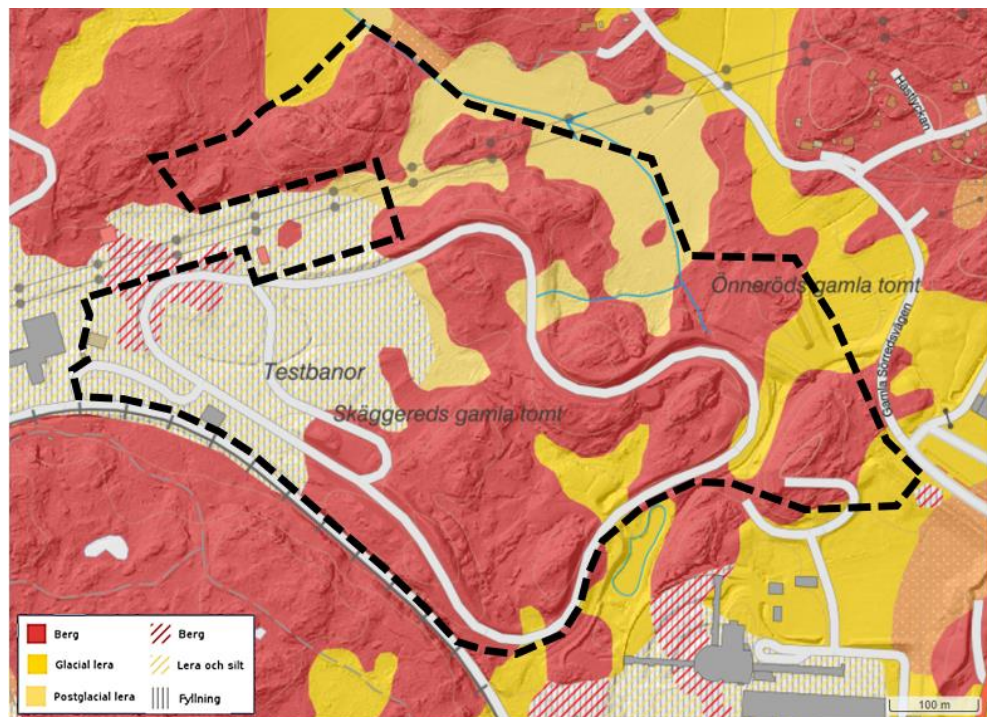 Hästlyckan
Önneröds gamla tomt
Gamla Sörredsvägen
Testbanor
Skäggereds gamla tomt
Berg
Berg
Glacial lera
Lera och silt
Postglacial lera
Fyllning
100 m